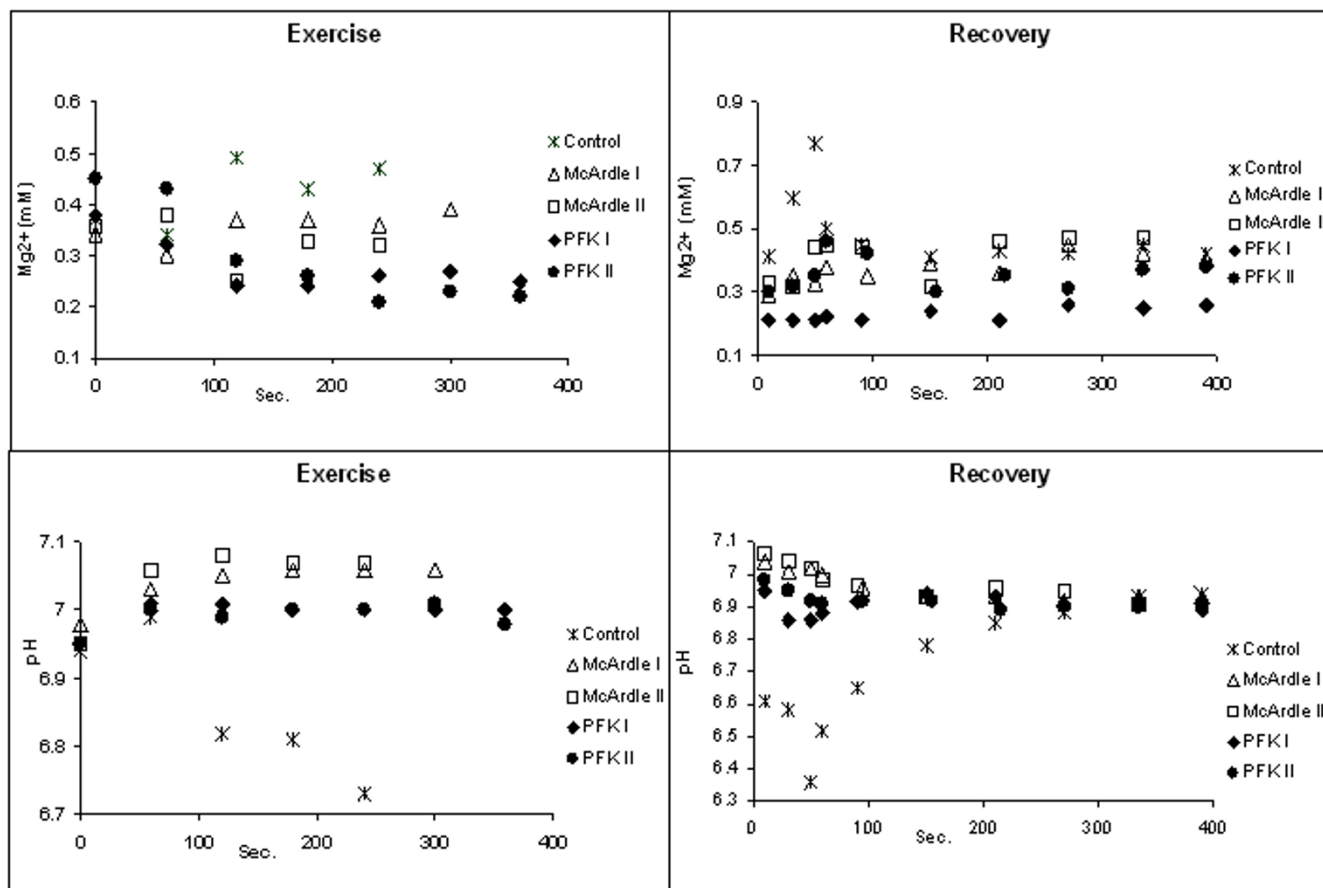 Exercise
0.6
0.5
0.4
0.3
0.2
0.1
Mg2+ (mM)
0 100 200 300 400
Sec.
Control
McArdle I
McArdle II
PFK I
PFK II
Recovery
0.9
0.7
0.5
0.3
0.1
Mg2+ (mM)
0 100 200 300 400
Sec.
Control
McArdle I
McArdle I
PFK I
PFK II
Exercise
7.1
7
6.9
6.8
6.7
pH
0 100 200 300 400
Sec.
Control
McArdle I
McArdle II
PFK I
PFK II
Recovery
7.1
7
6.9
6.8
6.7
6.6
6.5
6.4
6.3
pH
0 100 200 300 400
Sec.
Control
McArdle I
McArdle II
PFK I
PFK II